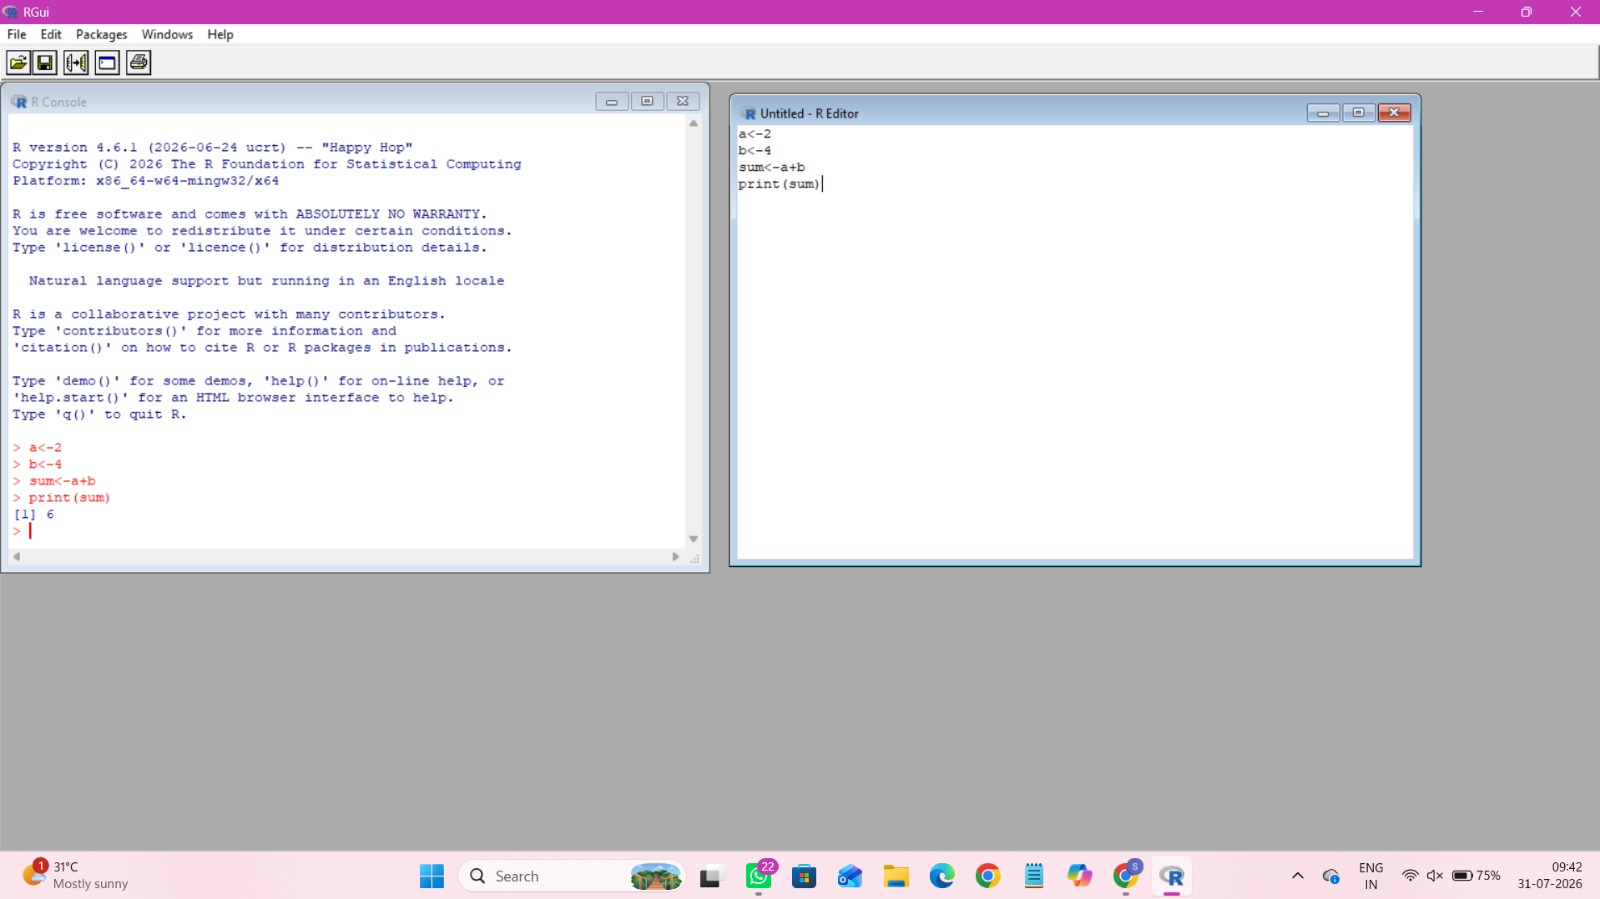 RGui
File Edit Packages Windows Help
R Console
R version 4.6.1 (2026-06-24 ucrt) -- "Happy Hop"
Copyright (C) 2026 The R Foundation for Statistical Computing
Platform: x86_64-w64-mingw32/x64
R is free software and comes with ABSOLUTELY NO WARRANTY.
You are welcome to redistribute it under certain conditions.
Type 'license()' or 'licence()' for distribution details.
Natural language support but running in an English locale
R is a collaborative project with many contributors.
Type 'contributors()' for more information and
'citation()' on how to cite R or R packages in publications.
Type 'demo()' for some demos, 'help()' for on-line help, or
'help.start()' for an HTML browser interface to help.
Type 'q()' to quit R.
> a<-2
> b<-4
> sum<-a+b
> print(sum)
[1] 6
>
Untitled - R Editor
a<-2
b<-4
sum<-a+b
print(sum)
1
31°C
Mostly sunny
Search
22
S
ENG
IN
75%
09:42
31-07-2026